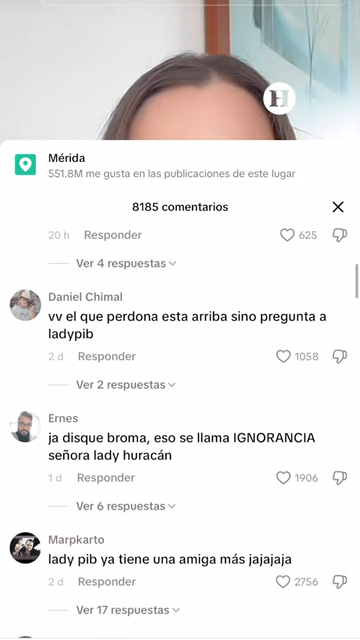 H
Mérida
551.8M me gusta en las publicaciones de este lugar
8185 comentarios
20 h Responder 625
Ver 4 respuestas
Daniel Chimal
vv el que perdona esta arriba sino pregunta a
ladypib
2 d Responder 1058
Ver 2 respuestas
Ernes
ja disque broma, eso se llama IGNORANCIA
señora lady huracán
1 d Responder 1906
Ver 6 respuestas
Marpkarto
lady pib ya tiene una amiga más jajajaja
2 d Responder 2756
Ver 17 respuestas